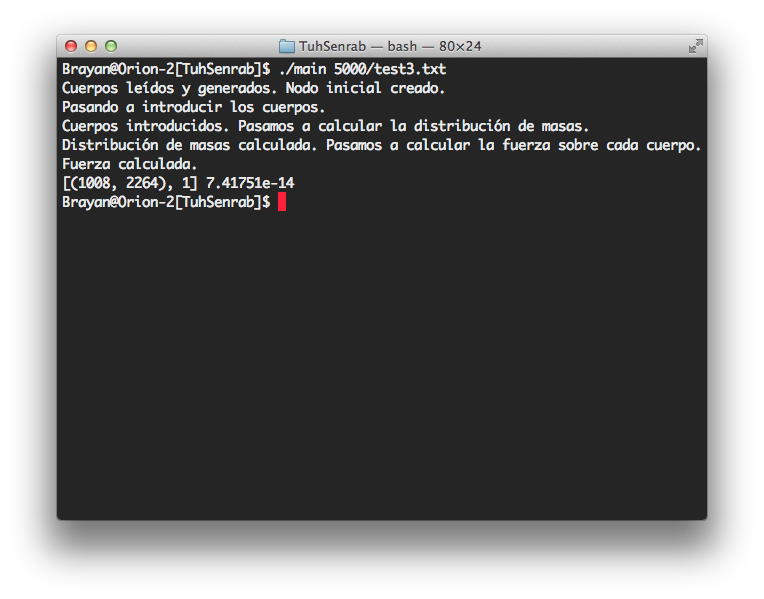 TuhSenrab — bash — 80×24
Brayan@Orion-2[TuhSenrab]$ ./main 5000/test3.txt
Cuerpos leídos y generados. Nodo inicial creado.
Pasando a introducir los cuerpos.
Cuerpos introducidos. Pasamos a calcular la distribución de masas.
Distribución de masas calculada. Pasamos a calcular la fuerza sobre cada cuerpo.
Fuerza calculada.
[(1008, 2264), 1] 7.41751e-14
Brayan@Orion-2[TuhSenrab]$